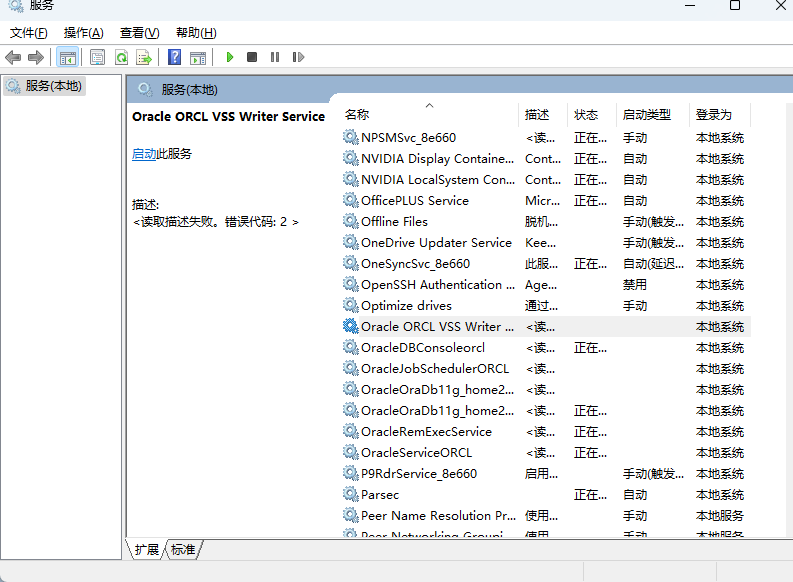 服务
文件(F) 操作(A) 查看(V) 帮助(H)
服务(本地)
服务(本地)
Oracle ORCL VSS Writer Service
启动此服务
描述:
<读取描述失败。错误代码: 2 >
名称 描述 状态 启动类型 登录为
NPSMSvc_8e660 <读... 正在... 手动 本地系统
NVIDIA Display Containe... Cont... 正在... 自动 本地系统
NVIDIA LocalSystem Con... Cont... 正在... 自动 本地系统
OfficePLUS Service Micr... 正在... 自动 本地系统
Offline Files 脱机... 手动(触发... 本地系统
OneDrive Updater Service Kee... 手动(触发... 本地系统
OneSyncSvc_8e660 此服... 正在... 自动(延迟... 本地系统
OpenSSH Authentication ... Age... 禁用 本地系统
Optimize drives 通过... 手动 本地系统
Oracle ORCL VSS Writer ... <读... 本地系统
OracleDBConsoleorcl <读... 正在... 本地系统
OracleJobSchedulerORCL <读... 本地系统
OracleOraDb11g_home2... <读... 本地系统
OracleOraDb11g_home2... <读... 正在... 本地系统
OracleRemExecService <读... 正在... 本地系统
OracleServiceORCL <读... 正在... 本地系统
P9RdrService_8e660 启用... 手动(触发... 本地系统
Parsec 正在... 自动 本地系统
Peer Name Resolution Pr... 使用... 手动 本地服务
Peer Networking Groupi... 使用... 手动 本地服务
扩展 标准